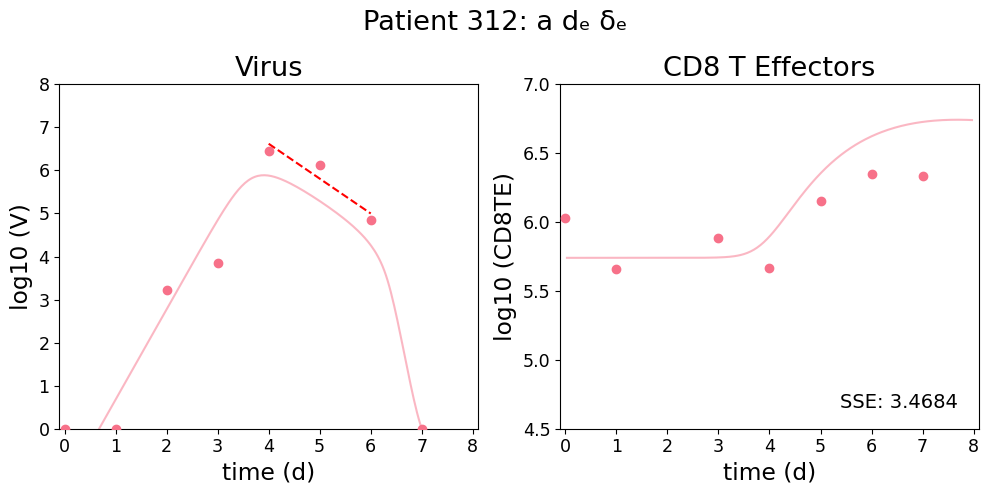 Patient 312: a dₑ δₑ
Virus
CD8 T Effectors
8
7
6
5
4
3
2
1
0
log10 (V)
0 1 2 3 4 5 6 7 8
time (d)
7.0
6.5
6.0
5.5
5.0
4.5
log10 (CD8TE)
SSE: 3.4684
0 1 2 3 4 5 6 7 8
time (d)